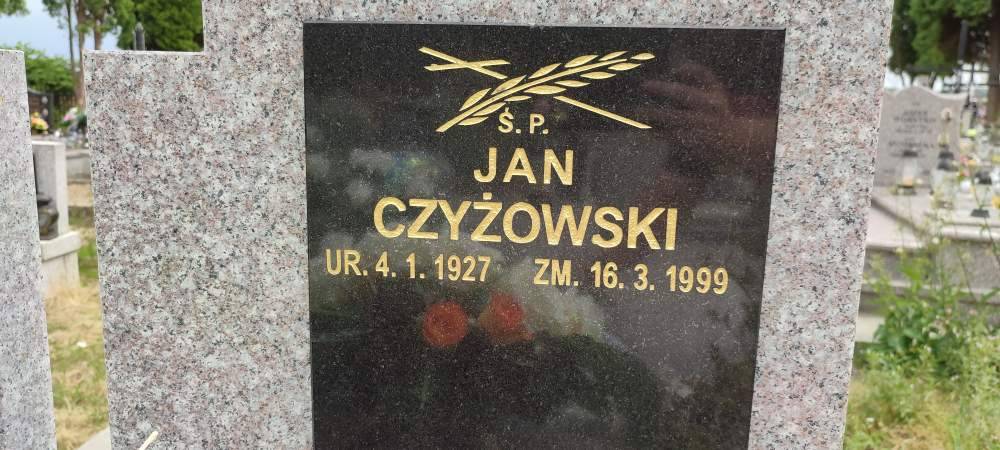 Ś. P.
JAN
CZYŻOWSKI
UR. 4. 1. 1927 ZM. 16. 3. 1999